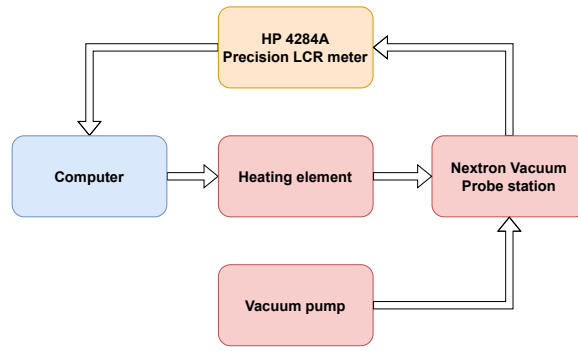 HP 4284A
Precision LCR meter
Computer
Heating element
Nextron Vacuum
Probe station
Vacuum pump